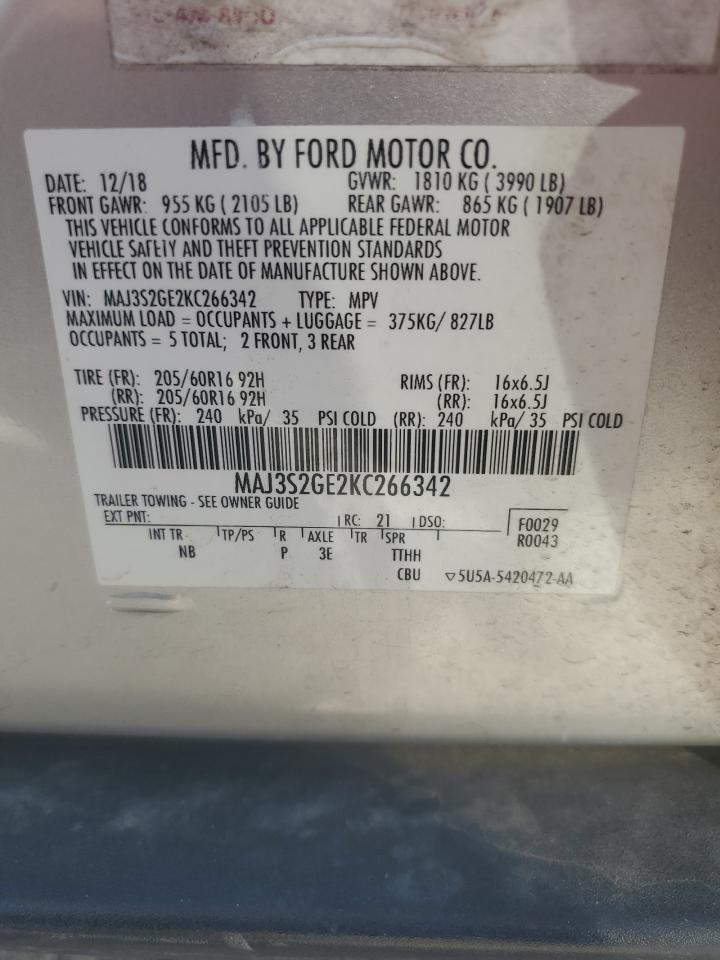 MFD. BY FORD MOTOR CO.
DATE: 12/18 GVWR: 1810 KG ( 3990 LB)
FRONT GAWR: 955 KG ( 2105 LB) REAR GAWR: 865 KG ( 1907 LB)
THIS VEHICLE CONFORMS TO ALL APPLICABLE FEDERAL MOTOR
VEHICLE SAFETY AND THEFT PREVENTION STANDARDS
IN EFFECT ON THE DATE OF MANUFACTURE SHOWN ABOVE.
VIN: MAJ3S2GE2KC266342 TYPE: MPV
MAXIMUM LOAD = OCCUPANTS + LUGGAGE = 375KG/ 827LB
OCCUPANTS = 5 TOTAL; 2 FRONT, 3 REAR
TIRE (FR): 205/60R16 92H RIMS (FR): 16x6.5J
(RR): 205/60R16 92H (RR): 16x6.5J
PRESSURE (FR): 240 kPa/ 35 PSI COLD (RR): 240 kPa/ 35 PSI COLD
MAJ3S2GE2KC266342
TRAILER TOWING - SEE OWNER GUIDE
EXT PNT: RC: 21 DSO: F0029
R0043
INT TR TP/PS R AXLE TR SPR
NB P 3E TTHH
CBU ▽5U5A-5420472-AA